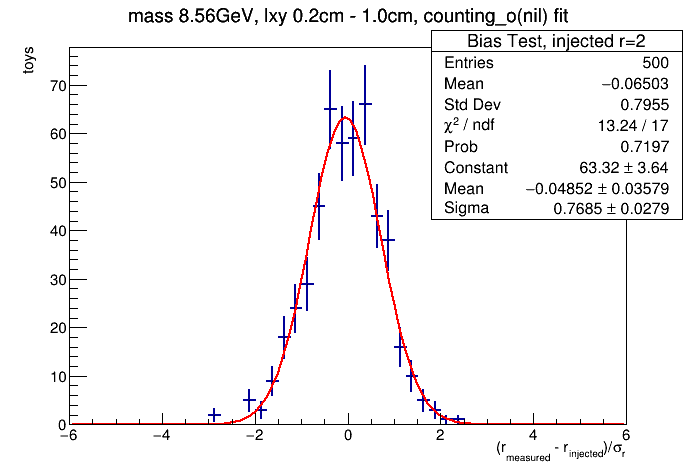 mass 8.56GeV, lxy 0.2cm - 1.0cm, counting_o(nil) fit
Bias Test, injected r=2
Entries 500
Mean −0.06503
Std Dev 0.7955
χ² / ndf 13.24 / 17
Prob 0.7197
Constant 63.32 ± 3.64
Mean −0.04852 ± 0.03579
Sigma 0.7685 ± 0.0279
toys
70
60
50
40
30
20
10
0
−6 −4 −2 0 2 4 6
(r_measured - r_injected)/σ_r